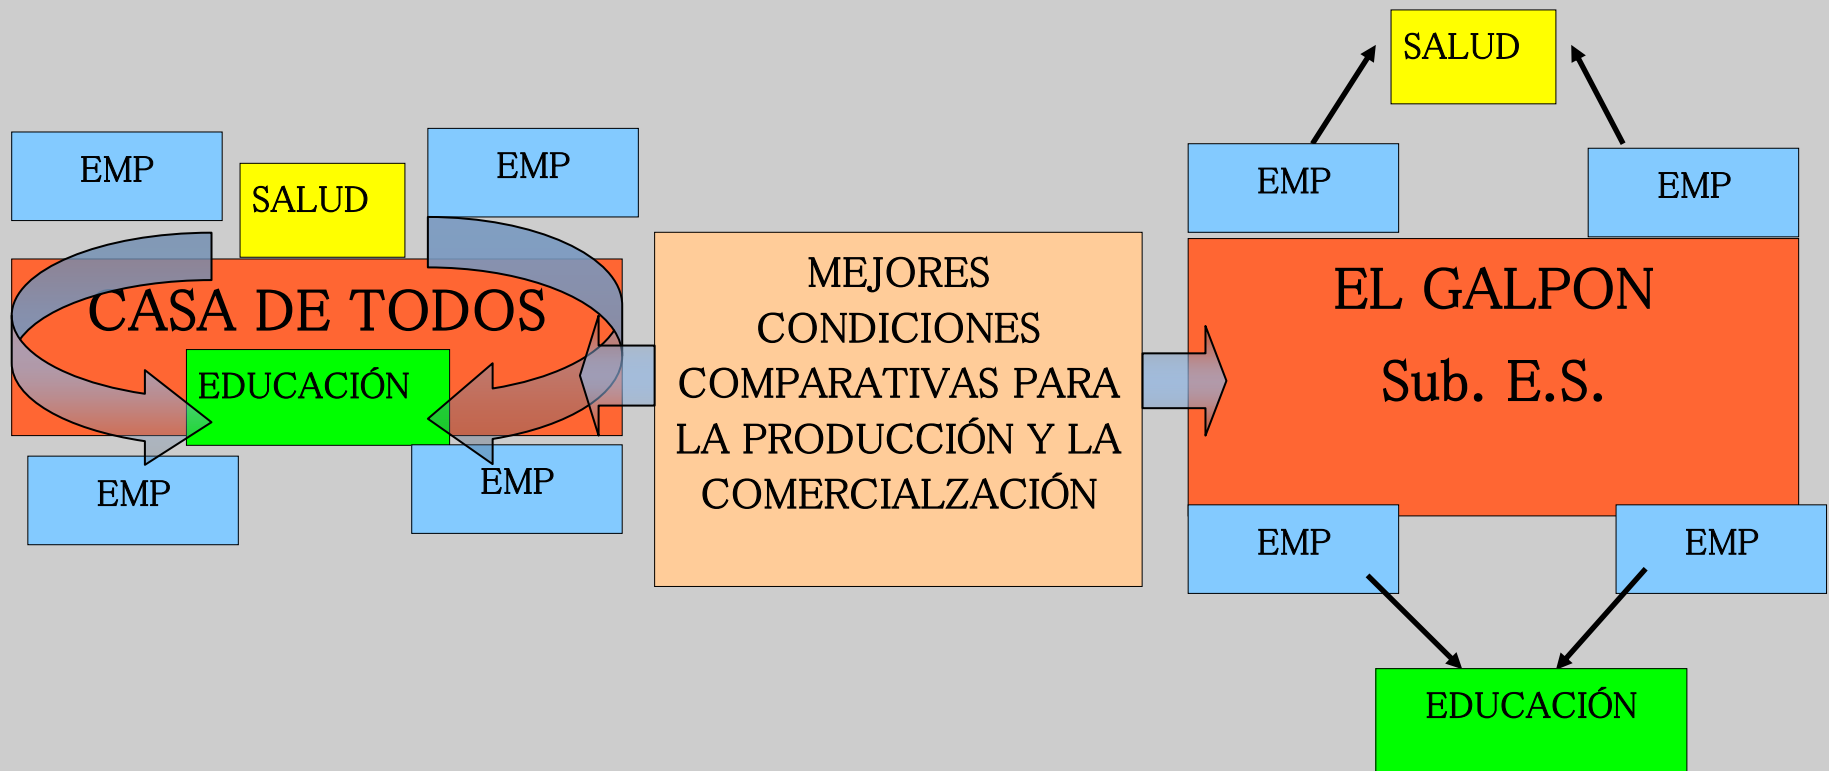 EMP
EMP
SALUD
CASA DE TODOS
EDUCACIÓN
EMP
EMP
MEJORES
CONDICIONES
COMPARATIVAS PARA
LA PRODUCCIÓN Y LA
COMERCIALZACIÓN
SALUD
EMP
EMP
EL GALPON
Sub. E.S.
EMP
EMP
EDUCACIÓN